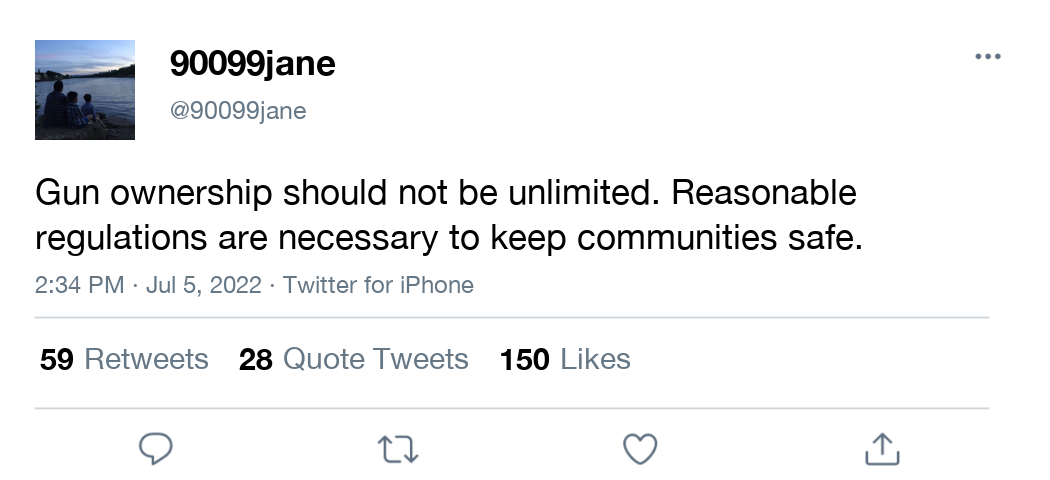 90099jane
@90099jane
Gun ownership should not be unlimited. Reasonable
regulations are necessary to keep communities safe.
2:34 PM · Jul 5, 2022 · Twitter for iPhone
59 Retweets 28 Quote Tweets 150 Likes